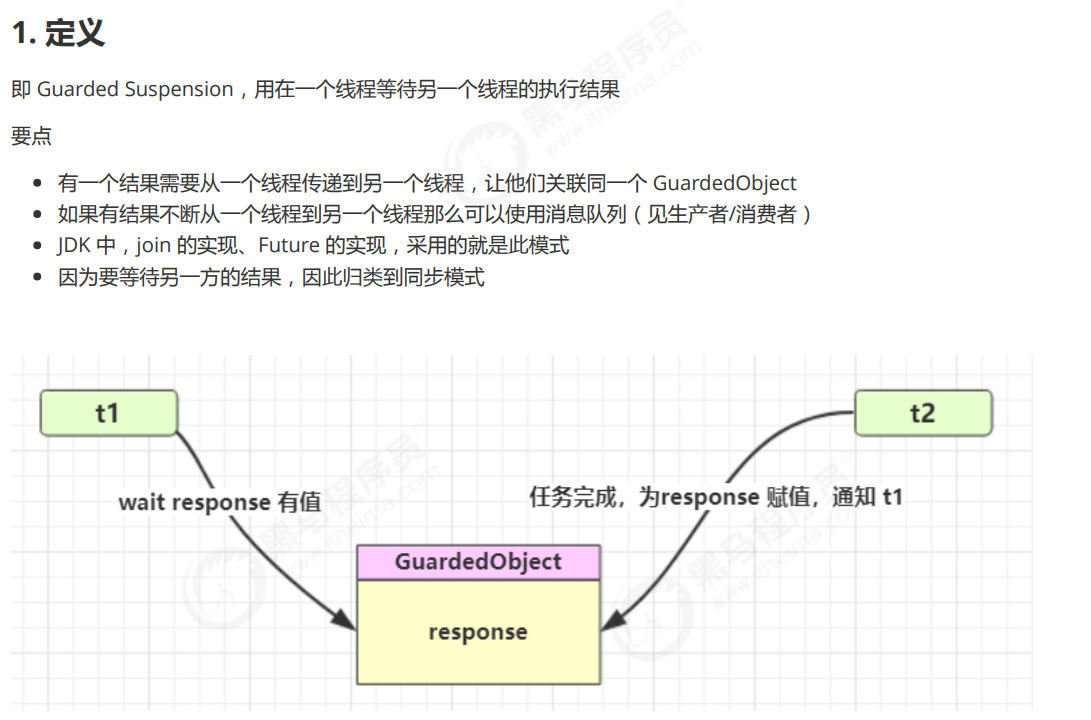 1. 定义
即 Guarded Suspension，用在一个线程等待另一个线程的执行结果
要点
有一个结果需要从一个线程传递到另一个线程，让他们关联同一个 GuardedObject
如果有结果不断从一个线程到另一个线程那么可以使用消息队列（见生产者/消费者）
JDK 中，join 的实现、Future 的实现，采用的就是此模式
因为要等待另一方的结果，因此归类到同步模式
t1
t2
wait response 有值
任务完成，为response 赋值，通知 t1
GuardedObject
response
黑马程序员
www.itheima.com
黑马程序员
www.itheima.com
黑马程序员
www.itheima.com